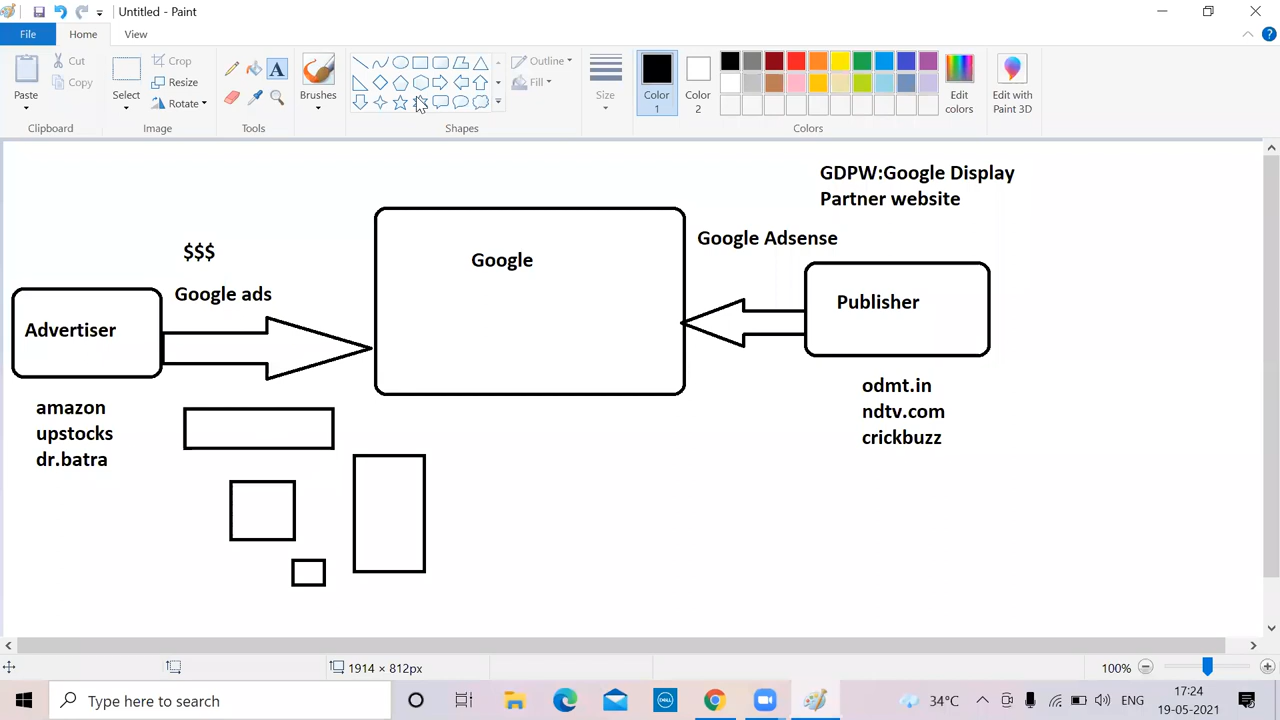 Untitled - Paint
File
Home
View
Paste
Cut
Copy
Clipboard
Select
Crop
Resize
Rotate
Image
A
Tools
Brushes
Shapes
Outline
Fill
Size
Color
1
Color
2
Edit
colors
Colors
Edit with
Paint 3D
GDPW:Google Display
Partner website
Google Adsense
$$$
Google ads
Google
Advertiser
Publisher
amazon
upstocks
dr.batra
odmt.in
ndtv.com
crickbuzz
1914 × 812px
100%
Type here to search
DELL
34°C
ENG
17:24
19-05-2021